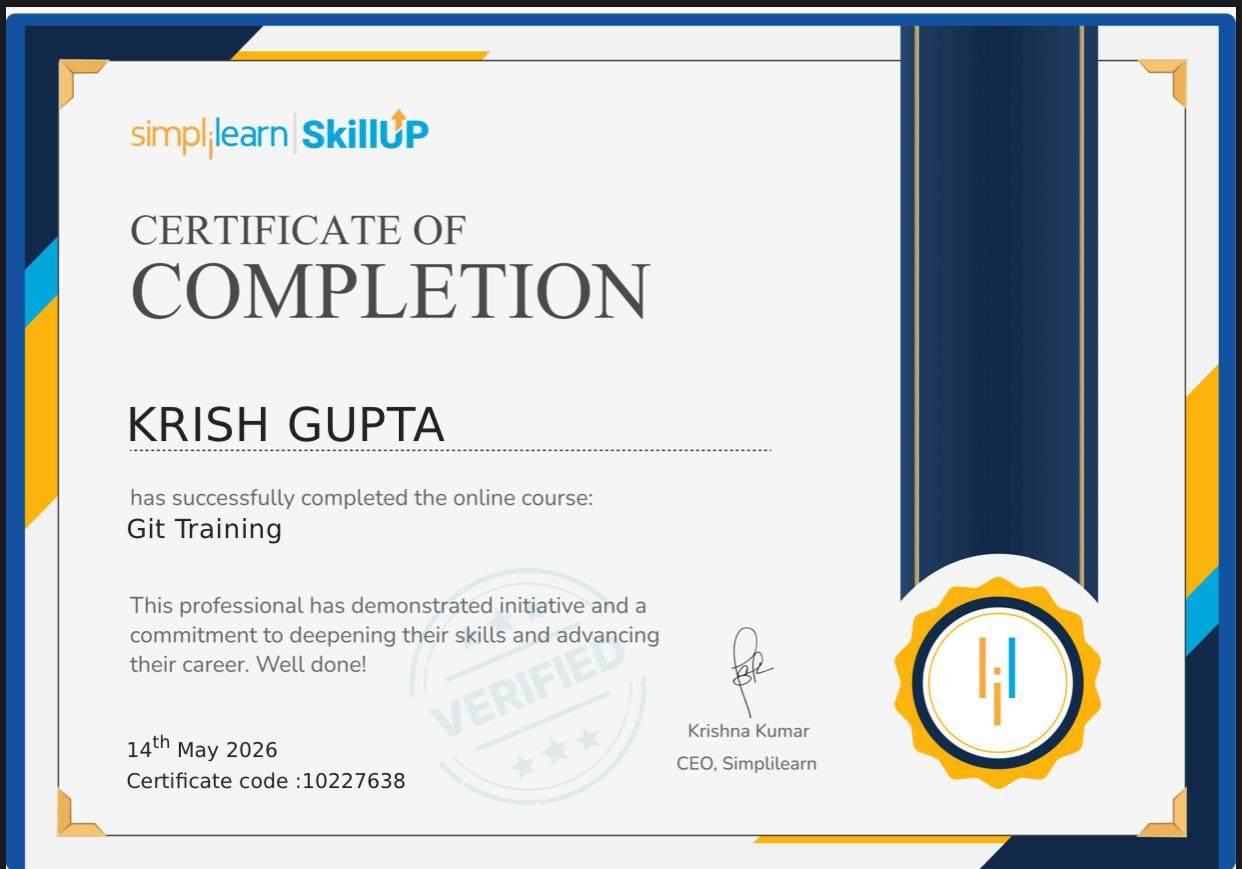 simplilearn | SkillUP
CERTIFICATE OF
COMPLETION
KRISH GUPTA
has successfully completed the online course:
Git Training
This professional has demonstrated initiative and a
commitment to deepening their skills and advancing
their career. Well done!
VERIFIED
Krishna Kumar
CEO, Simplilearn
14th May 2026
Certificate code :10227638